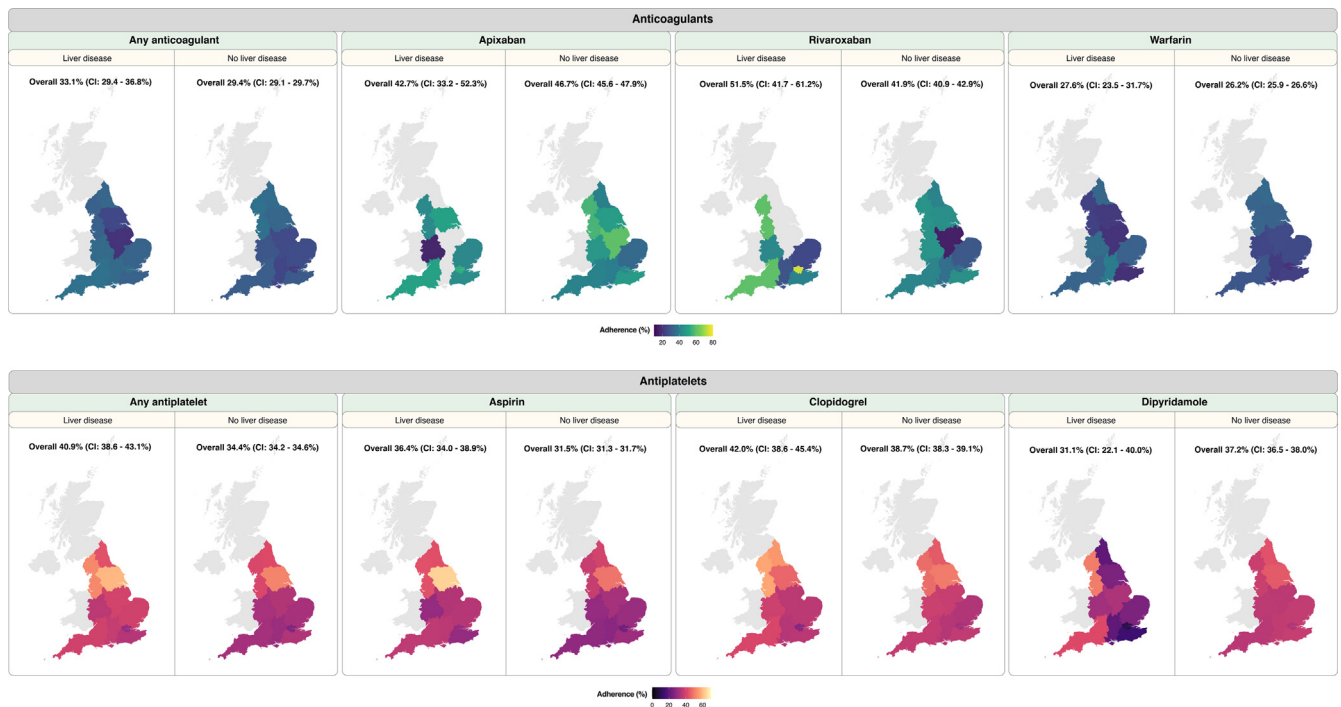 Anticoagulants
Any anticoagulant Apixaban Rivaroxaban Warfarin
Liver disease No liver disease Liver disease No liver disease Liver disease No liver disease Liver disease No liver disease
Overall 33.1% (CI: 29.4 - 36.8%) Overall 29.4% (CI: 29.1 - 29.7%) Overall 42.7% (CI: 33.2 - 52.3%) Overall 46.7% (CI: 45.6 - 47.9%) Overall 51.5% (CI: 41.7 - 61.2%) Overall 41.9% (CI: 40.9 - 42.9%) Overall 27.6% (CI: 23.5 - 31.7%) Overall 26.2% (CI: 25.9 - 26.6%)
Adherence (%)
20 40 60 80
Antiplatelets
Any antiplatelet Aspirin Clopidogrel Dipyridamole
Liver disease No liver disease Liver disease No liver disease Liver disease No liver disease Liver disease No liver disease
Overall 40.9% (CI: 38.6 - 43.1%) Overall 34.4% (CI: 34.2 - 34.6%) Overall 36.4% (CI: 34.0 - 38.9%) Overall 31.5% (CI: 31.3 - 31.7%) Overall 42.0% (CI: 38.6 - 45.4%) Overall 38.7% (CI: 38.3 - 39.1%) Overall 31.1% (CI: 22.1 - 40.0%) Overall 37.2% (CI: 36.5 - 38.0%)
Adherence (%)
0 20 40 60